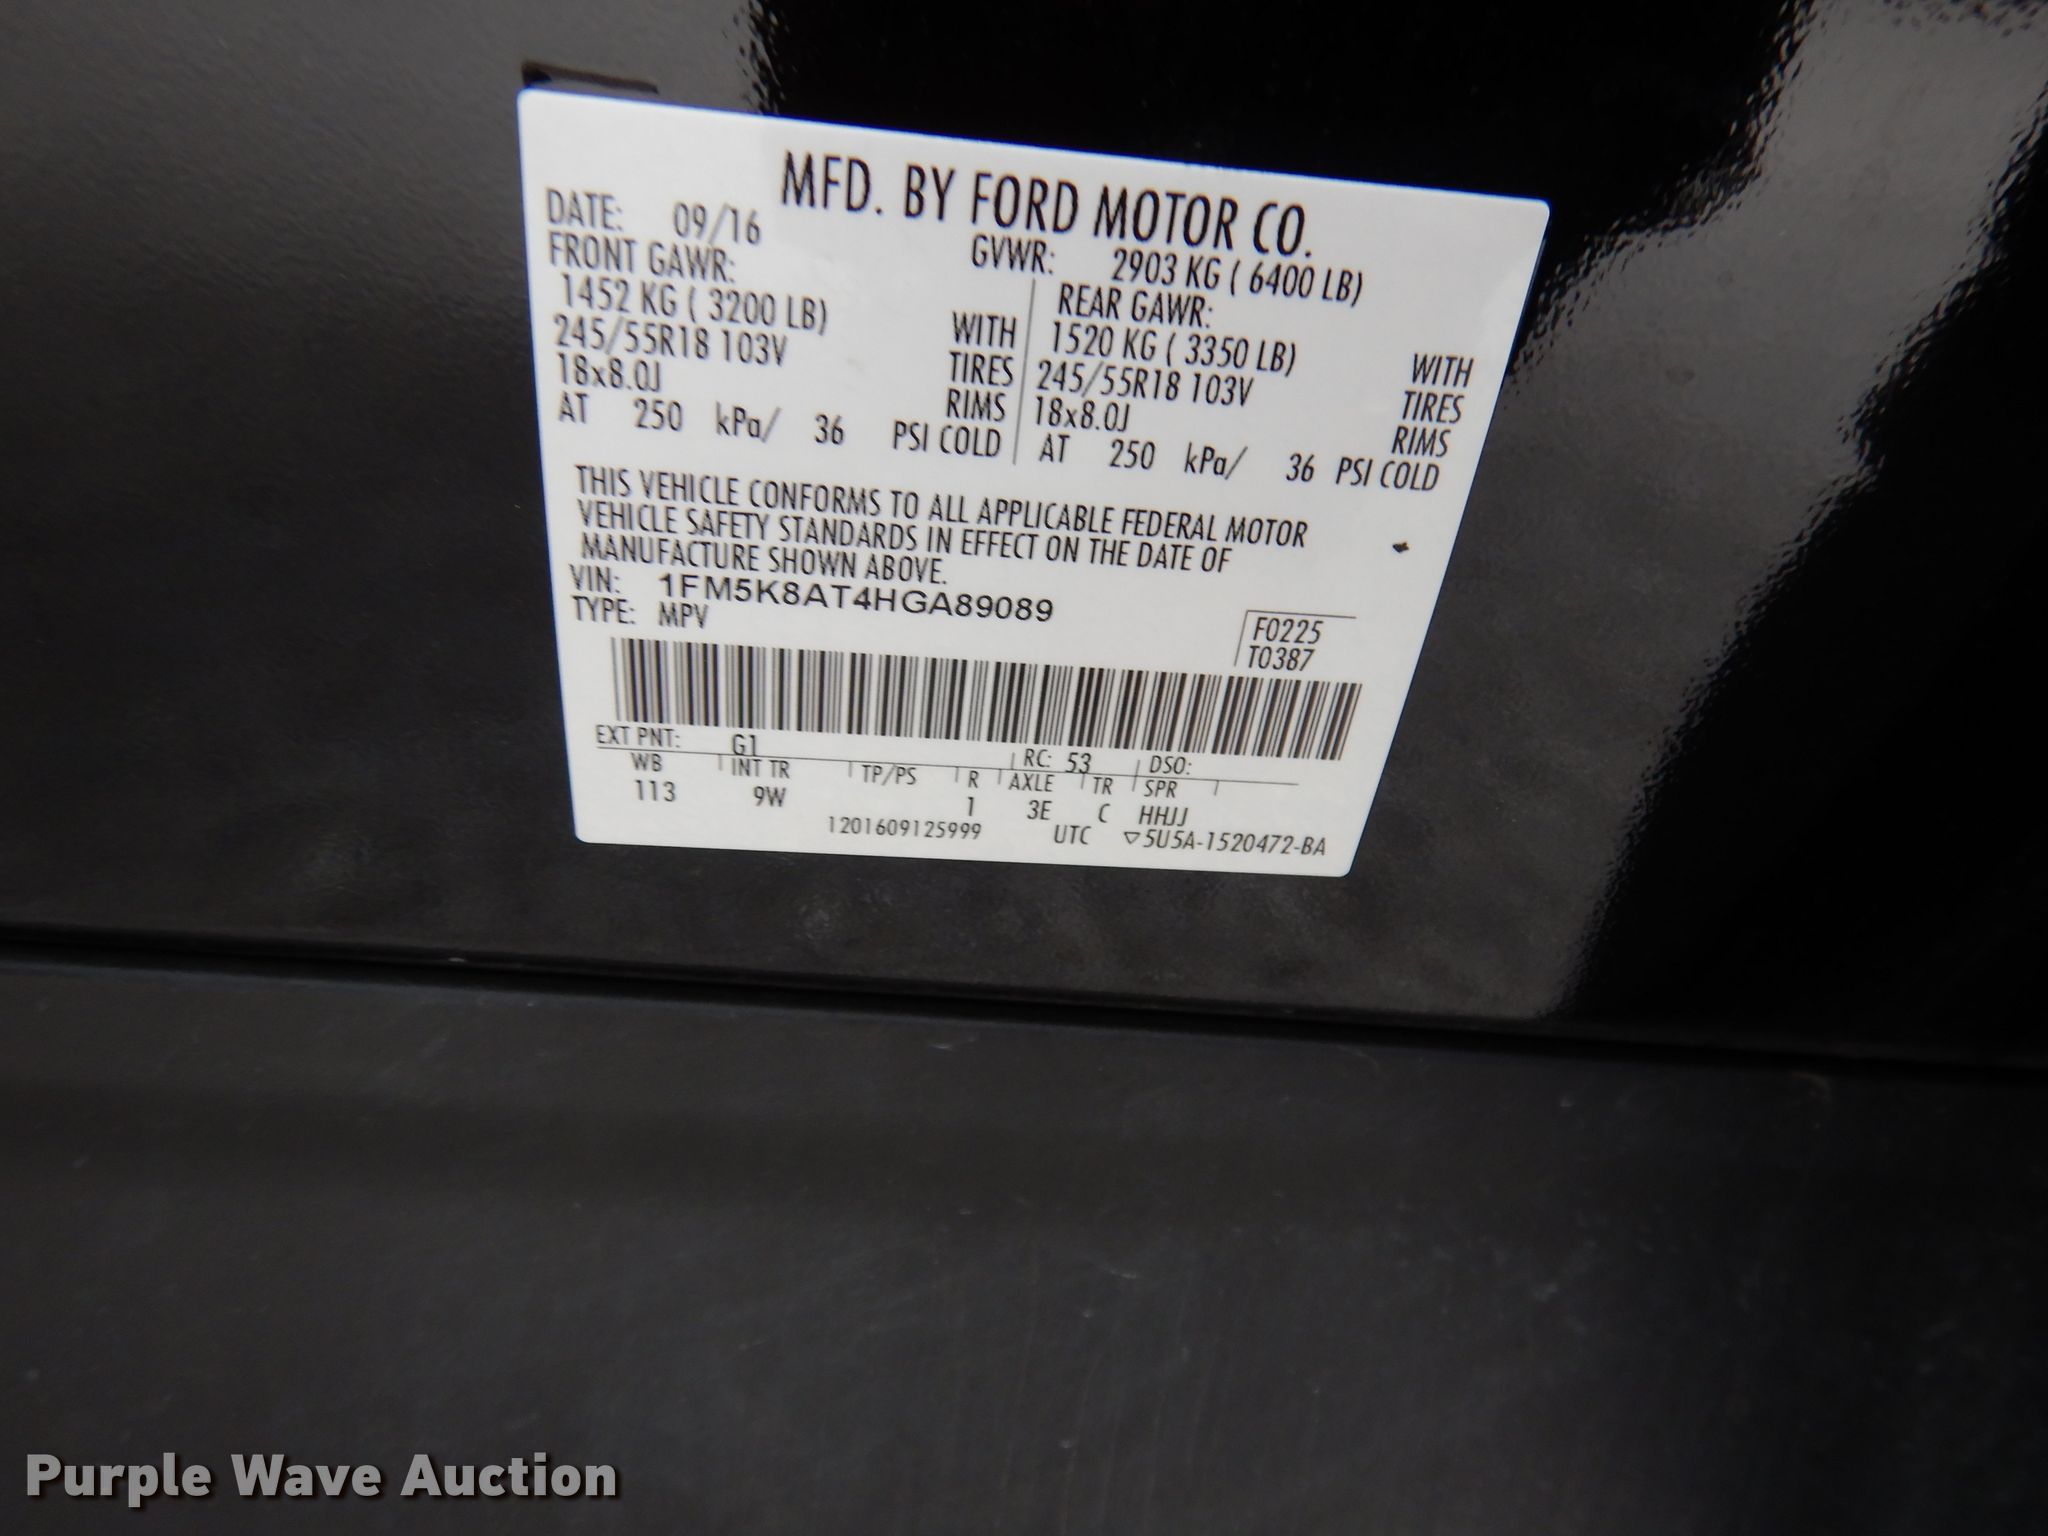 MFD. BY FORD MOTOR CO.
DATE: 09/16 GVWR: 2903 KG ( 6400 LB)
FRONT GAWR: REAR GAWR:
1452 KG ( 3200 LB) WITH 1520 KG ( 3350 LB) WITH
245/55R18 103V TIRES 245/55R18 103V TIRES
18x8.0J RIMS 18x8.0J RIMS
AT 250 kPa/ 36 PSI COLD AT 250 kPa/ 36 PSI COLD
THIS VEHICLE CONFORMS TO ALL APPLICABLE FEDERAL MOTOR
VEHICLE SAFETY STANDARDS IN EFFECT ON THE DATE OF
MANUFACTURE SHOWN ABOVE.
VIN: 1FM5K8AT4HGA89089
TYPE: MPV
F0225
T0387
EXT PNT: G1 RC: 53 DSO:
WB INT TR TP/PS R AXLE TR SPR
113 9W 1 3E C HHJJ
1201609125999 UTC ▽5U5A-1520472-BA
Purple Wave Auction